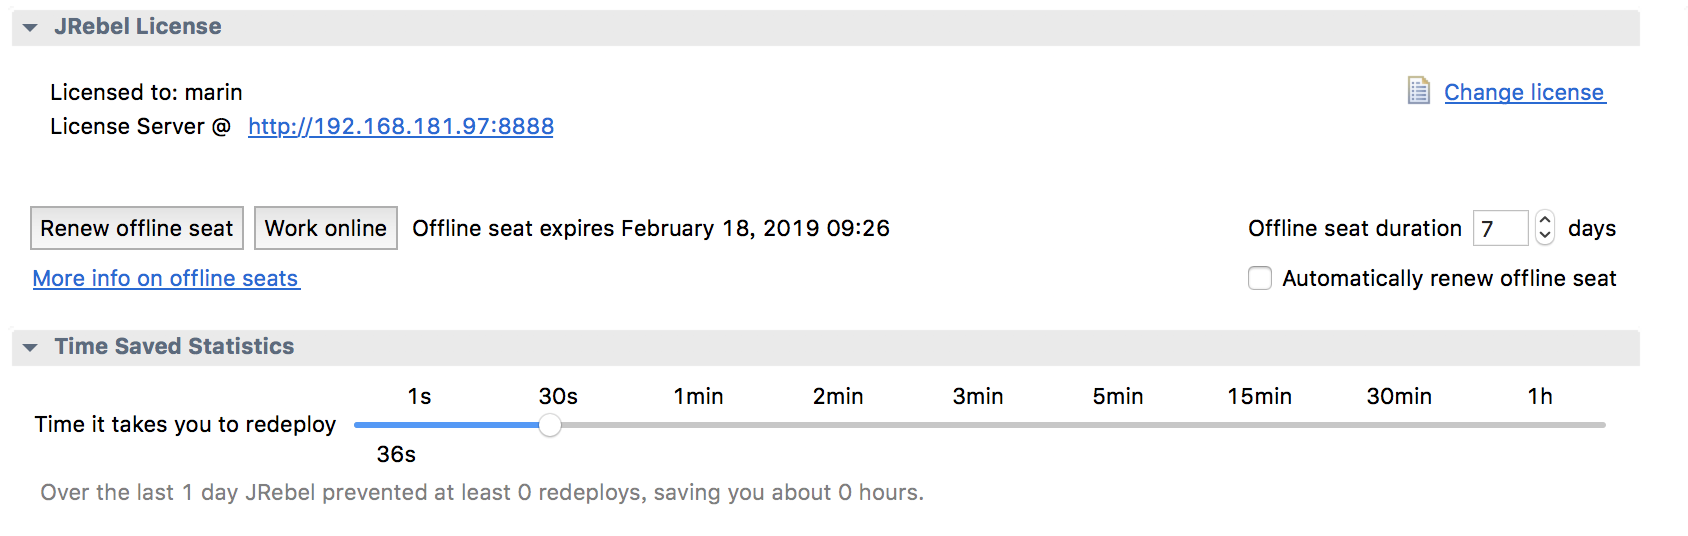 JRebel License
Licensed to: marin
Change license
License Server @ http://192.168.181.97:8888
Renew offline seat Work online Offline seat expires February 18, 2019 09:26 Offline seat duration 7 days
More info on offline seats Automatically renew offline seat
Time Saved Statistics
1s 30s 1min 2min 3min 5min 15min 30min 1h
Time it takes you to redeploy
36s
Over the last 1 day JRebel prevented at least 0 redeploys, saving you about 0 hours.